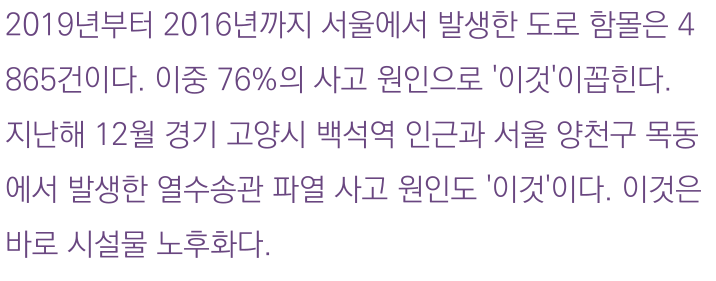 2019년부터 2016년까지 서울에서 발생한 도로 함몰은 4
865건이다. 이중 76%의 사고 원인으로 '이것'이꼽힌다.
지난해 12월 경기 고양시 백석역 인근과 서울 양천구 목동
에서 발생한 열수송관 파열 사고 원인도 '이것'이다. 이것은
바로 시설물 노후화다.